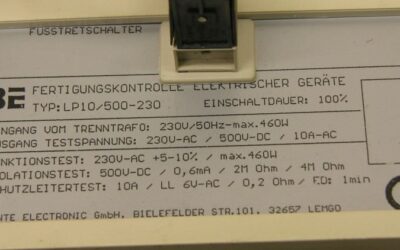 FUSSTRETSCHALTER
BE FERTIGUNGSKONTROLLE ELEKTRISCHER GERÄTE
TYP:LP10/500-230 EINSCHALTDAUER: 100%
NGANG VOM TRENNTRAFO: 230V/50Hz-max.460W
USGANG TESTSPANNUNG: 230V-AC / 500V-DC / 10A-AC
NKTIONSTEST: 230V-AC +5-10% / max.460W
OLATIONSTEST: 500V-DC / 0,6mA / 2M Ohm / 4M Ohm
HUTZLEITERTEST: 10A / LL 6V-AC / 0,2 Ohm / ED: 1min
NTE ELECTRONIC GmbH, BIELEFELDER STR.101, 32657 LEMGO